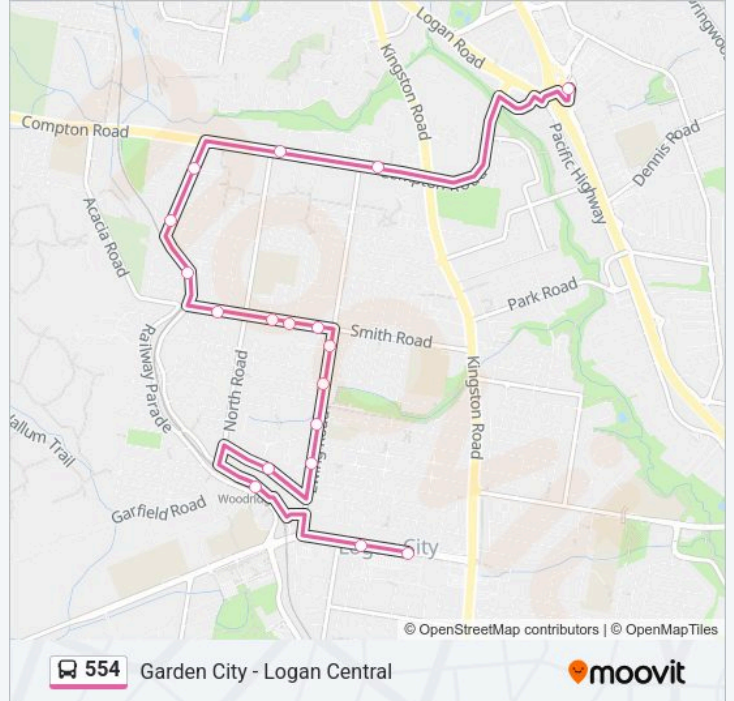 Logan Road
Kingston Road
Compton Road
Pacific Highway
Dennis Road
Acacia Road
Park Road
Smith Road
Railway Parade
North Road
Kingston Road
Garfield Road
City
© OpenStreetMap contributors | © OpenMapTiles
554 Garden City - Logan Central
moovit